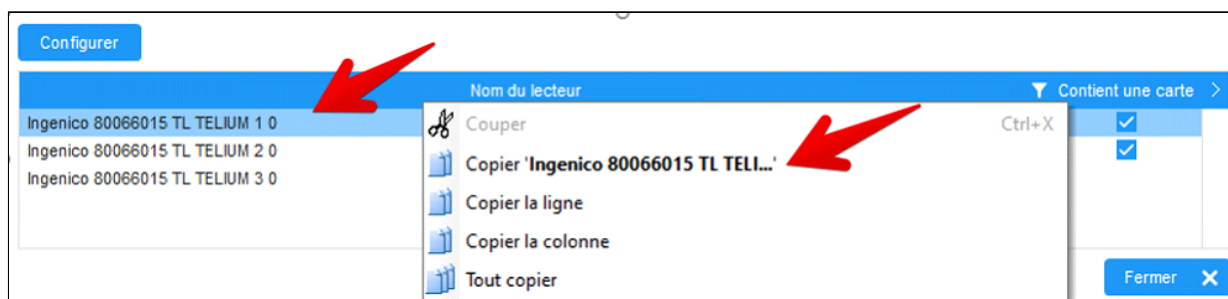 Configurer
Nom du lecteur Contient une carte
Ingenico 80066015 TL TELIUM 1 0
Ingenico 80066015 TL TELIUM 2 0
Ingenico 80066015 TL TELIUM 3 0
Couper Ctrl+X
Copier 'Ingenico 80066015 TL TELI...'
Copier la ligne
Copier la colonne
Tout copier
Fermer